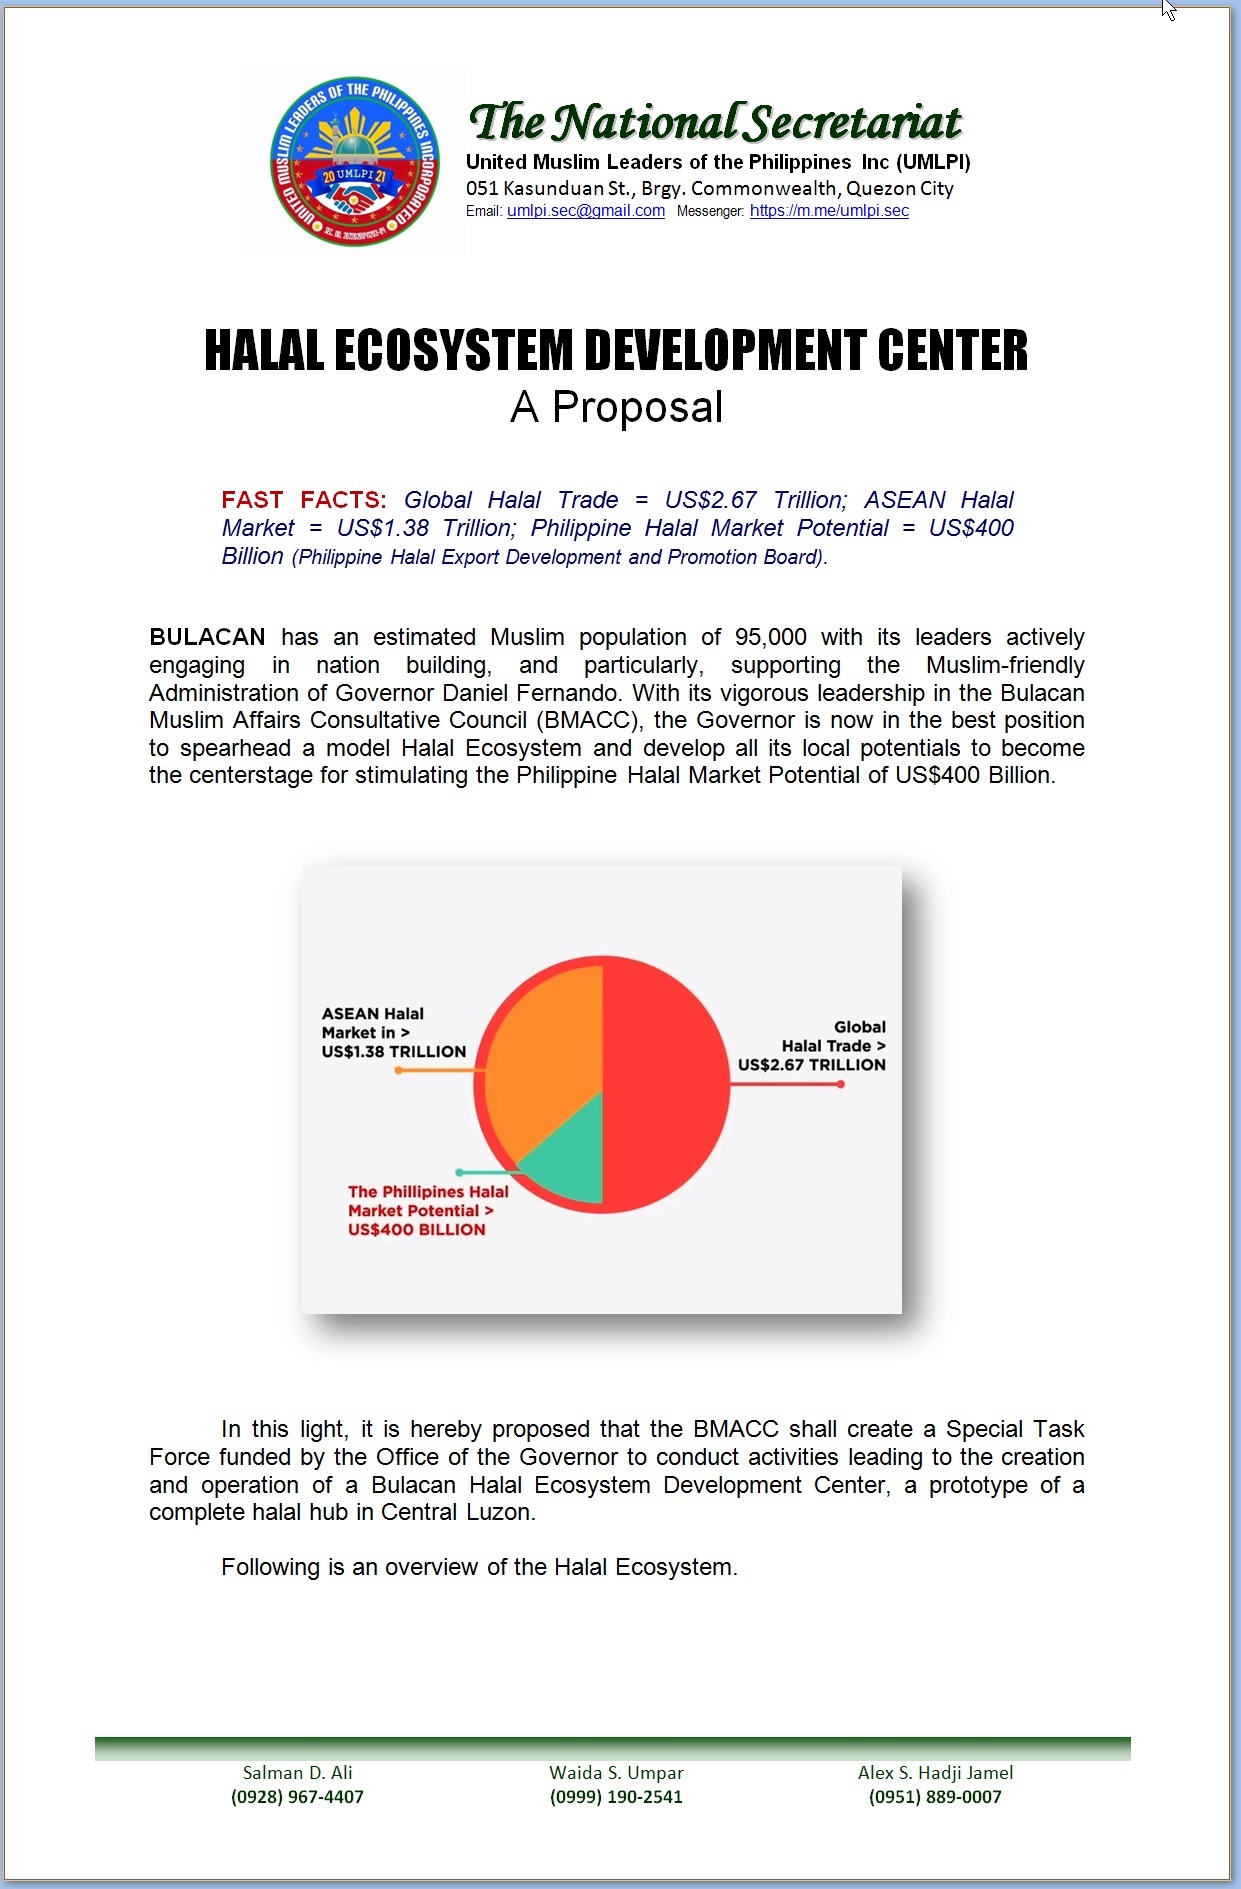 UNITED MUSLIM LEADERS OF THE PHILIPPINES INCORPORATED
20 UMLPI 21
The National Secretariat
United Muslim Leaders of the Philippines Inc (UMLPI)
051 Kasunduan St., Brgy. Commonwealth, Quezon City
Email: umlpi.sec@gmail.com Messenger: https://m.me/umlpi.sec
HALAL ECOSYSTEM DEVELOPMENT CENTER
A Proposal
FAST FACTS: Global Halal Trade = US$2.67 Trillion; ASEAN Halal
Market = US$1.38 Trillion; Philippine Halal Market Potential = US$400
Billion (Philippine Halal Export Development and Promotion Board).
BULACAN has an estimated Muslim population of 95,000 with its leaders actively
engaging in nation building, and particularly, supporting the Muslim-friendly
Administration of Governor Daniel Fernando. With its vigorous leadership in the Bulacan
Muslim Affairs Consultative Council (BMACC), the Governor is now in the best position
to spearhead a model Halal Ecosystem and develop all its local potentials to become
the centerstage for stimulating the Philippine Halal Market Potential of US$400 Billion.
ASEAN Halal
Market in >
US$1.38 TRILLION
Global
Halal Trade >
US$2.67 TRILLION
The Phillipines Halal
Market Potential >
US$400 BILLION
In this light, it is hereby proposed that the BMACC shall create a Special Task
Force funded by the Office of the Governor to conduct activities leading to the creation
and operation of a Bulacan Halal Ecosystem Development Center, a prototype of a
complete halal hub in Central Luzon.
Following is an overview of the Halal Ecosystem.
Salman D. Ali Waida S. Umpar Alex S. Hadji Jamel
(0928) 967-4407 (0999) 190-2541 (0951) 889-0007